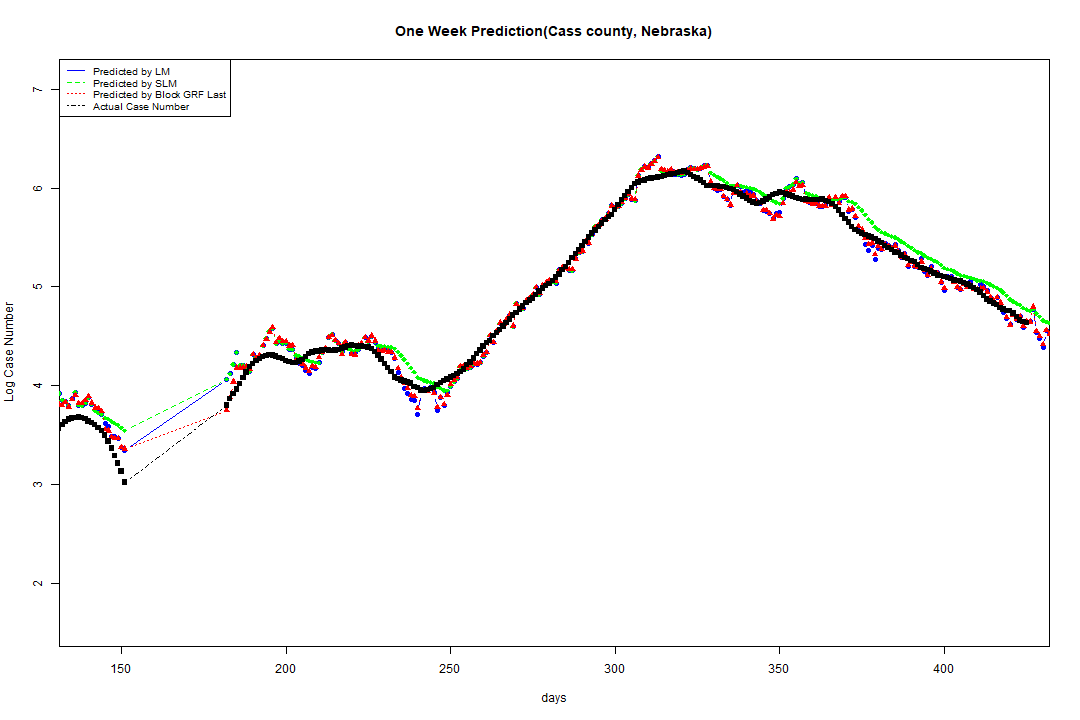 One Week Prediction(Cass county, Nebraska)
Predicted by LM
Predicted by SLM
Predicted by Block GRF Last
Actual Case Number
7
6
5
4
3
2
Log Case Number
150 200 250 300 350 400
days